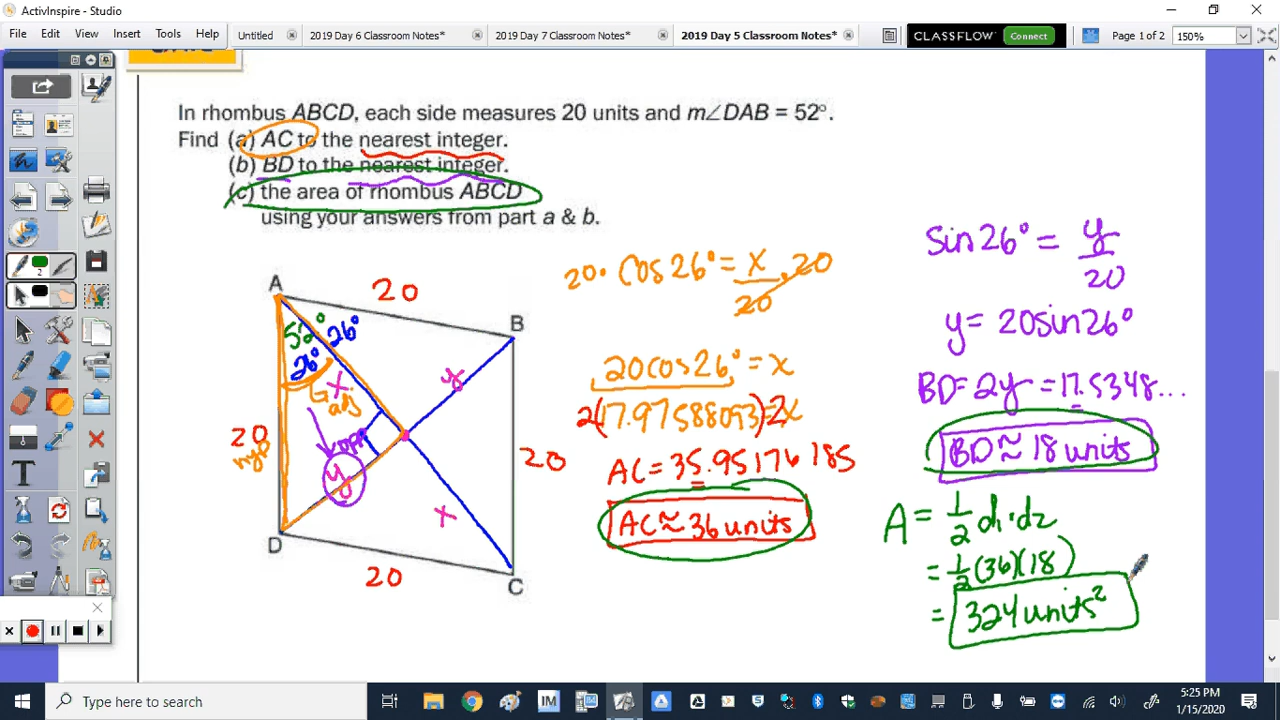 ActivInspire - Studio
File Edit View Insert Tools Help
Untitled
2019 Day 6 Classroom Notes*
2019 Day 7 Classroom Notes*
2019 Day 5 Classroom Notes*
CLASSFLOW Connect
Page 1 of 2
150%
In rhombus ABCD, each side measures 20 units and m∠DAB = 52°.
Find (a) AC to the nearest integer.
(b) BD to the nearest integer.
(c) the area of rhombus ABCD
using your answers from part a & b.
A
20
B
52°
26°
26°
x
adj
y
20
hyp
opp
y
20
x
D
20
C
20 · cos 26° = x/20 · 20
20cos26° = x
2(17.97588093) = 2x
AC = 35.95176185
AC ≈ 36 units
sin 26° = y/20
y = 20sin26°
BD = 2y = 17.5348...
BD ≈ 18 units
A = 1/2 d1·d2
= 1/2 (36)(18)
= 324 units²
2
T
Type here to search
IM
5:25 PM
1/15/2020